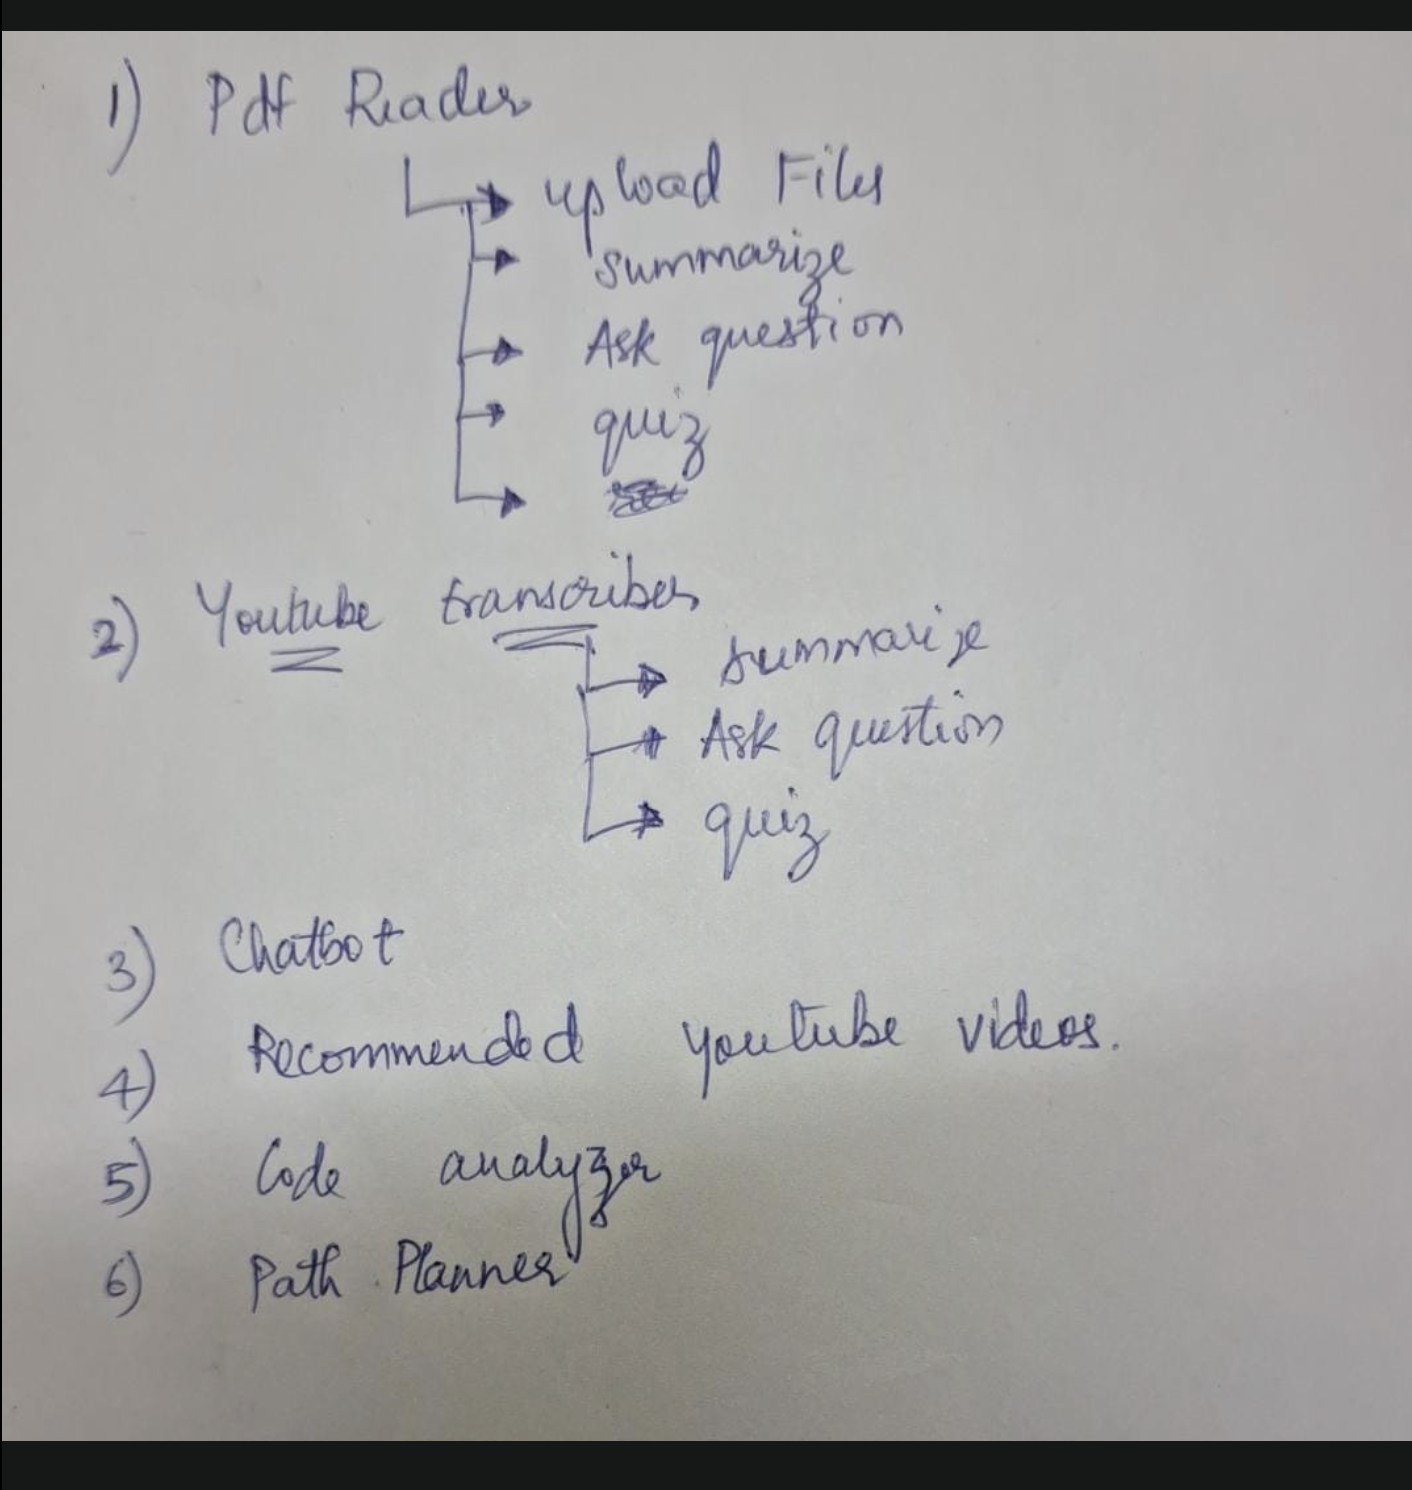 1) Pdf Reader
upload Files
summarize
Ask question
quiz
2) Youtube transcriber
summarize
Ask question
quiz
3) Chatbot
4) Recommended youtube videos.
5) Code analyzer
6) Path Planner